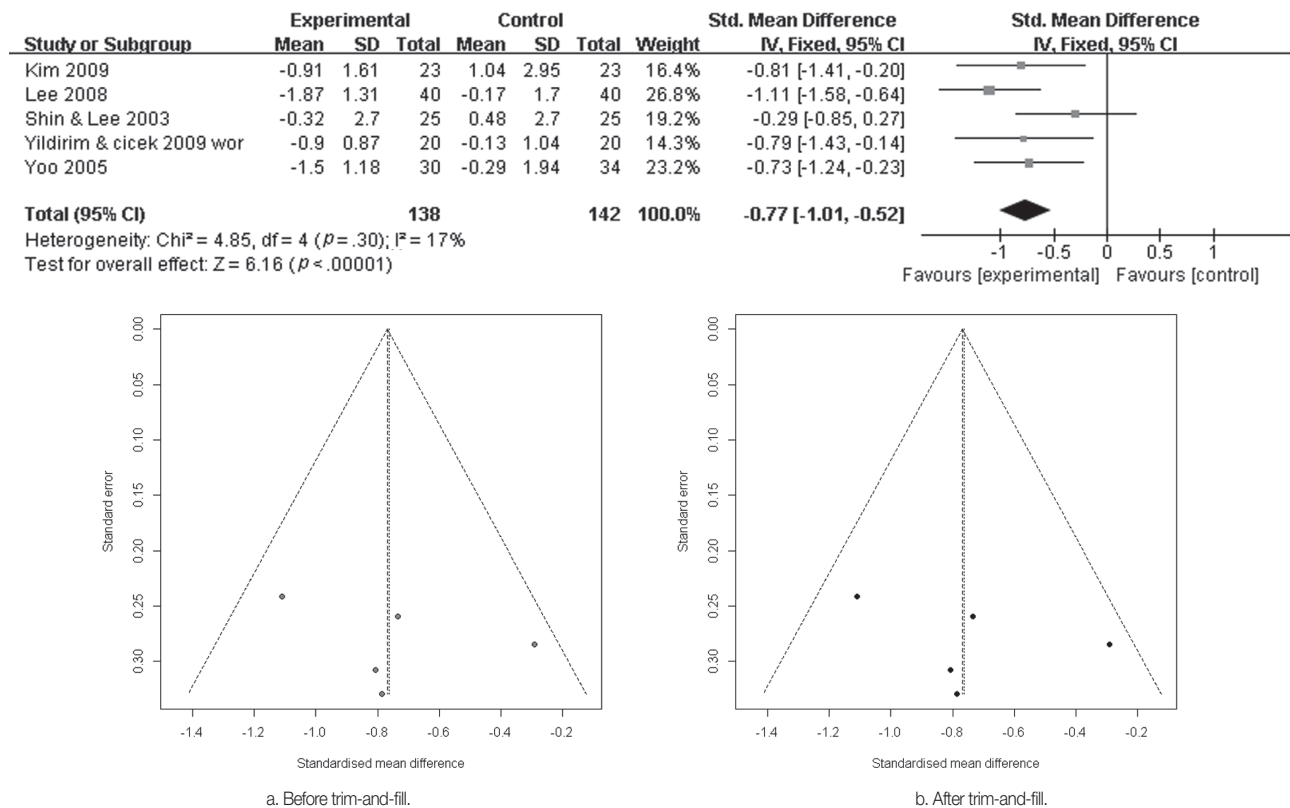 Experimental Control Std. Mean Difference Std. Mean Difference
Study or Subgroup Mean SD Total Mean SD Total Weight IV, Fixed, 95% CI IV, Fixed, 95% CI
Kim 2009 -0.91 1.61 23 1.04 2.95 23 16.4% -0.81 [-1.41, -0.20]
Lee 2008 -1.87 1.31 40 -0.17 1.7 40 26.8% -1.11 [-1.58, -0.64]
Shin & Lee 2003 -0.32 2.7 25 0.48 2.7 25 19.2% -0.29 [-0.85, 0.27]
Yildirim & cicek 2009 wor -0.9 0.87 20 -0.13 1.04 20 14.3% -0.79 [-1.43, -0.14]
Yoo 2005 -1.5 1.18 30 -0.29 1.94 34 23.2% -0.73 [-1.24, -0.23]
Total (95% CI) 138 142 100.0% -0.77 [-1.01, -0.52]
Heterogeneity: Chi² = 4.85, df = 4 (p = .30); I² = 17%
Test for overall effect: Z = 6.16 (p < .00001)
-1 -0.5 0 0.5 1
Favours [experimental] Favours [control]
0.00
0.05
0.10
0.15
0.20
0.25
0.30
Standard error
-1.4 -1.2 -1.0 -0.8 -0.6 -0.4 -0.2
Standardised mean difference
a. Before trim-and-fill.
0.00
0.05
0.10
0.15
0.20
0.25
0.30
Standard error
-1.4 -1.2 -1.0 -0.8 -0.6 -0.4 -0.2
Standardised mean difference
b. After trim-and-fill.